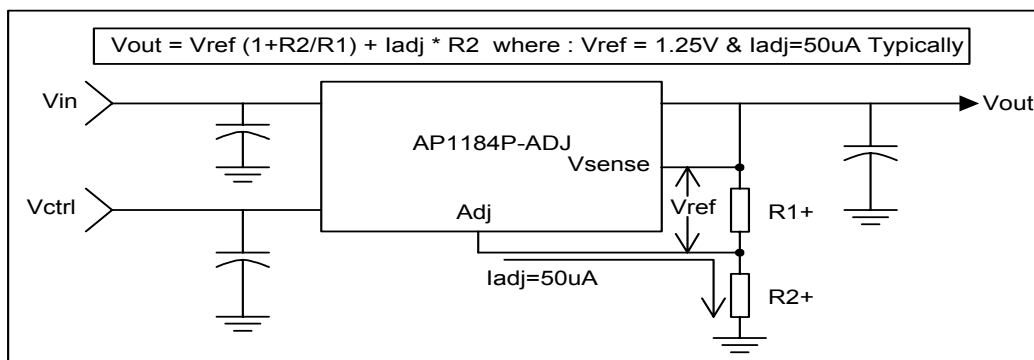 Vout = Vref (1+R2/R1) + Iadj * R2 where : Vref = 1.25V & Iadj=50uA Typically
Vin
Vout
AP1184P-ADJ
Vsense
Vctrl
Adj
Vref
R1+
Iadj=50uA
R2+